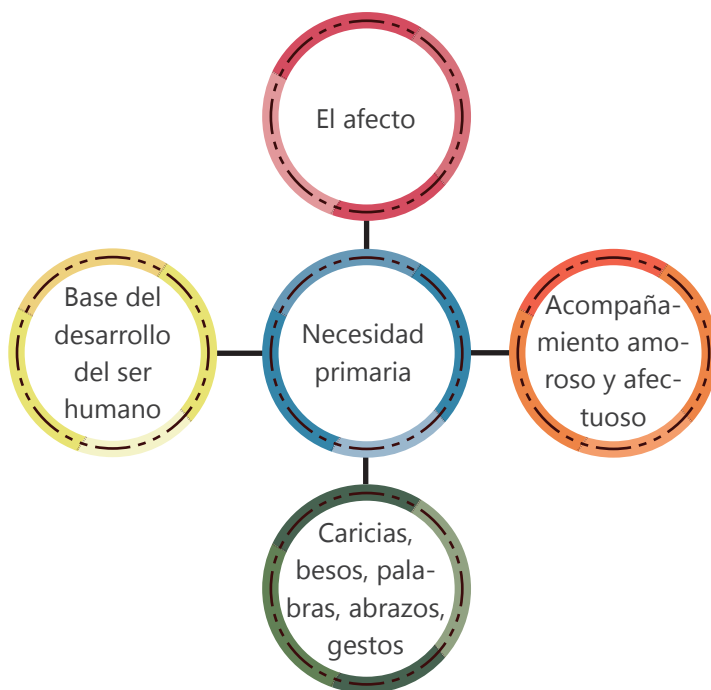 El afecto
Base del
desarrollo
del ser
humano
Necesidad
primaria
Acompaña-
miento amo-
roso y afec-
tuoso
Caricias,
besos, pala-
bras, abrazos,
gestos